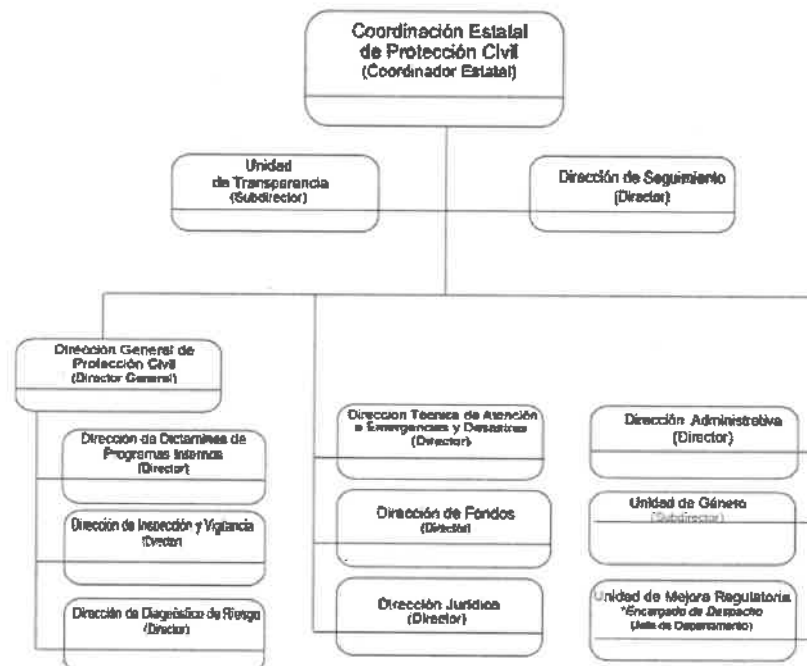 Coordinación Estatal
de Protección Civil
(Coordinador Estatal)
Unidad
de Transparencia
(Subdirector)
Dirección de Seguimiento
(Director)
Dirección General de
Protección Civil
(Director General)
Dirección de Dictámines de
Programas Internos
(Director)
Dirección de Inspección y Vigilancia
(Director)
Dirección de Diagnóstico de Riesgo
(Director)
Dirección Técnica de Atención
a Emergencias y Desastres
(Director)
Dirección de Fondos
(Director)
Dirección Jurídica
(Director)
Dirección Administrativa
(Director)
Unidad de Género
(Subdirector)
Unidad de Mejora Regulatoria
*Encargado de Despacho
(Jefe de Departamento)